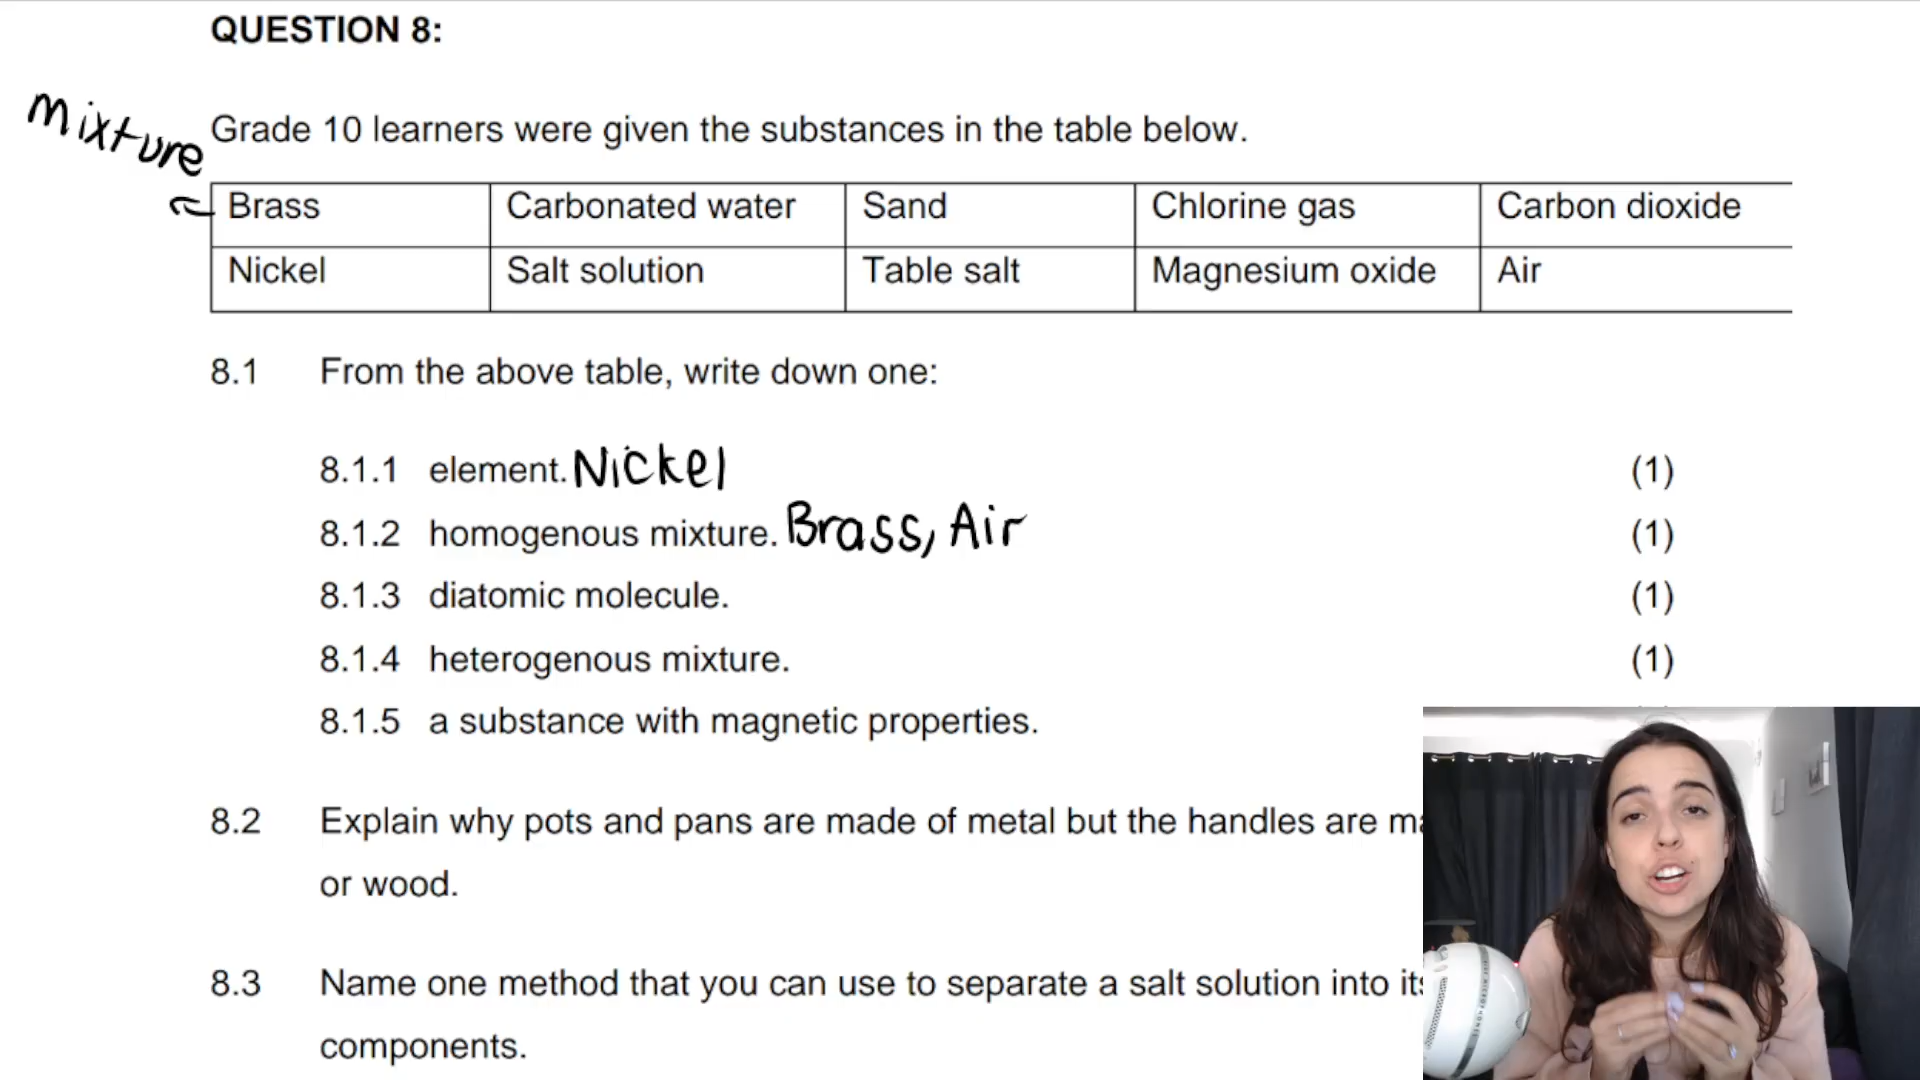 QUESTION 8:
mixture
Grade 10 learners were given the substances in the table below.
Brass Carbonated water Sand Chlorine gas Carbon dioxide
Nickel Salt solution Table salt Magnesium oxide Air
8.1 From the above table, write down one:
8.1.1 element. Nickel (1)
8.1.2 homogenous mixture. Brass, Air (1)
8.1.3 diatomic molecule. (1)
8.1.4 heterogenous mixture. (1)
8.1.5 a substance with magnetic properties.
8.2 Explain why pots and pans are made of metal but the handles are
or wood.
8.3 Name one method that you can use to separate a salt solution into
components.